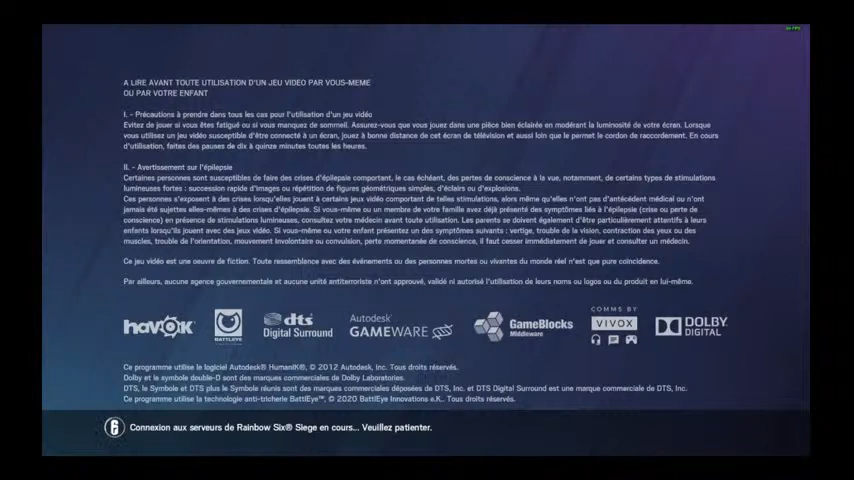 A LIRE AVANT TOUTE UTILISATION D'UN JEU VIDEO PAR VOUS-MEME
OU PAR VOTRE ENFANT
I. - Précautions à prendre dans tous les cas pour l'utilisation d'un jeu vidéo
Evitez de jouer si vous êtes fatigué ou si vous manquez de sommeil. Assurez-vous que vous jouez dans une pièce bien éclairée en modérant la luminosité de votre écran. Lorsque
vous utilisez un jeu vidéo susceptible d'être connecté à un écran, jouez à bonne distance de cet écran de télévision et aussi loin que le permet le cordon de raccordement. En cours
d'utilisation, faites des pauses de dix à quinze minutes toutes les heures.
II. - Avertissement sur l'épilepsie
Certaines personnes sont susceptibles de faire des crises d'épilepsie comportant, le cas échéant, des pertes de conscience à la vue, notamment, de certains types de stimulations
lumineuses fortes : succession rapide d'images ou répétition de figures géométriques simples, d'éclairs ou d'explosions.
Ces personnes s'exposent à des crises lorsqu'elles jouent à certains jeux vidéo comportant de telles stimulations, alors même qu'elles n'ont pas d'antécédent médical ou n'ont
jamais été sujettes elles-mêmes à des crises d'épilepsie. Si vous-même ou un membre de votre famille avez déjà présenté des symptômes liés à l'épilepsie (crise ou perte de
conscience) en présence de stimulations lumineuses, consultez votre médecin avant toute utilisation. Les parents se doivent également d'être particulièrement attentifs à leurs
enfants lorsqu'ils jouent avec des jeux vidéo. Si vous-même ou votre enfant présentez un des symptômes suivants : vertige, trouble de la vision, contraction des yeux ou des
muscles, trouble de l'orientation, mouvement involontaire ou convulsion, perte momentanée de conscience, il faut cesser immédiatement de jouer et consulter un médecin.
Ce jeu vidéo est une oeuvre de fiction. Toute ressemblance avec des événements ou des personnes mortes ou vivantes du monde réel n'est que pure coïncidence.
Par ailleurs, aucune agence gouvernementale et aucune unité antiterroriste n'ont approuvé, validé ni autorisé l'utilisation de leurs noms ou logos ou du produit en lui-même.
havok
BATTLEYE
dts Digital Surround
Autodesk GAMEWARE
GameBlocks Middleware
COMMS BY VIVOX
DOLBY DIGITAL
Ce programme utilise le logiciel Autodesk® HumanIK®, © 2012 Autodesk, Inc. Tous droits réservés.
Dolby et le symbole double-D sont des marques commerciales de Dolby Laboratories.
DTS, le Symbole et DTS plus le Symbole réunis sont des marques commerciales déposées de DTS, Inc. et DTS Digital Surround est une marque commerciale de DTS, Inc.
Ce programme utilise la technologie anti-tricherie BattlEye™, © 2020 BattlEye Innovations e.K.. Tous droits réservés.
Connexion aux serveurs de Rainbow Six® Siege en cours... Veuillez patienter.